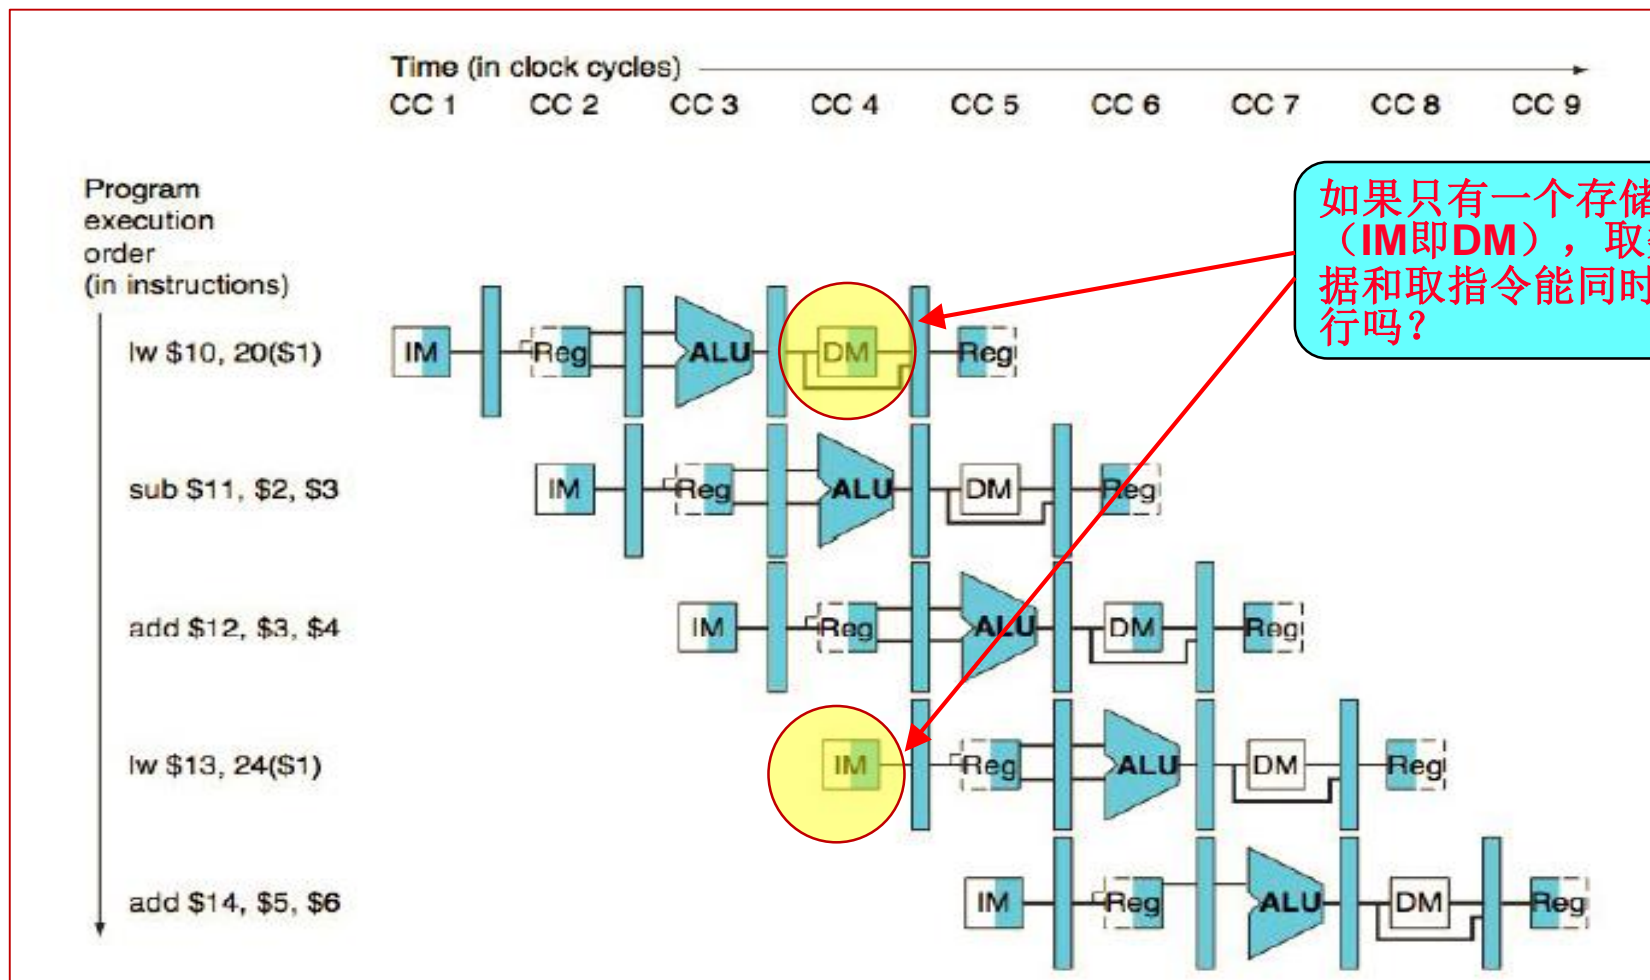 Time (in clock cycles)
CC 1 CC 2 CC 3 CC 4 CC 5 CC 6 CC 7 CC 8 CC 9
Program
execution
order
(in instructions)
如果只有一个存储
（IM即DM），取
据和取指令能同时
行吗？
lw $10, 20($1) IM Reg ALU DM Reg
sub $11, $2, $3 IM Reg ALU DM Reg
add $12, $3, $4 IM Reg ALU DM Reg
lw $13, 24($1) IM Reg ALU DM Reg
add $14, $5, $6 IM Reg ALU DM Reg